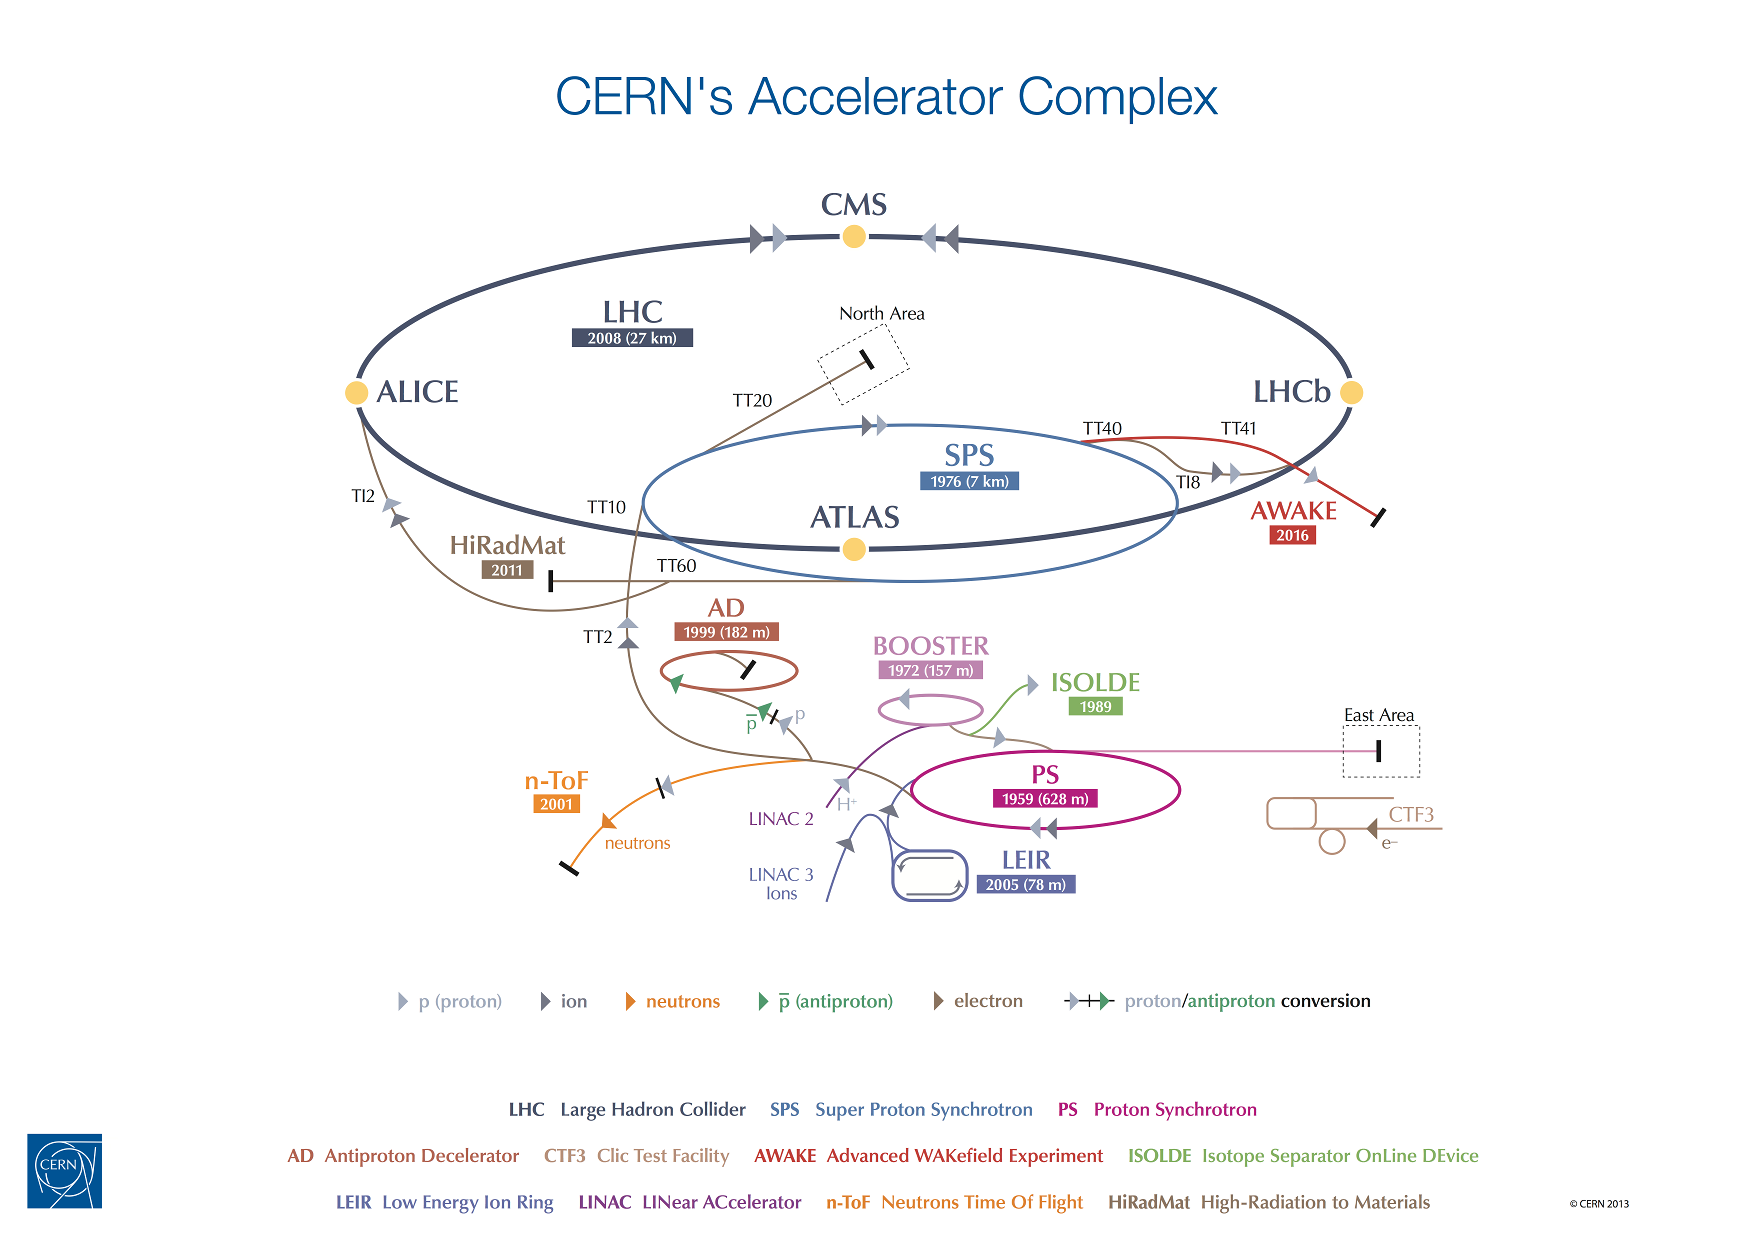 CERN's Accelerator Complex
CMS
LHC
2008 (27 km)
North Area
ALICE
LHCb
TT20
TT40
TT41
SPS
1976 (7 km)
TI2
TT10
TI8
ATLAS
AWAKE
2016
HiRadMat
2011
TT60
AD
1999 (182 m)
TT2
BOOSTER
1972 (157 m)
ISOLDE
1989
p̅
p
East Area
n-ToF
2001
PS
1959 (628 m)
H⁺
LINAC 2
CTF3
neutrons
e⁻
LEIR
2005 (78 m)
LINAC 3
Ions
p (proton)
ion
neutrons
p̅ (antiproton)
electron
proton/antiproton conversion
LHC Large Hadron Collider SPS Super Proton Synchrotron PS Proton Synchrotron
AD Antiproton Decelerator CTF3 Clic Test Facility AWAKE Advanced WAKefield Experiment ISOLDE Isotope Separator OnLine DEvice
LEIR Low Energy Ion Ring LINAC LINear ACcelerator n-ToF Neutrons Time Of Flight HiRadMat High-Radiation to Materials
CERN
© CERN 2013